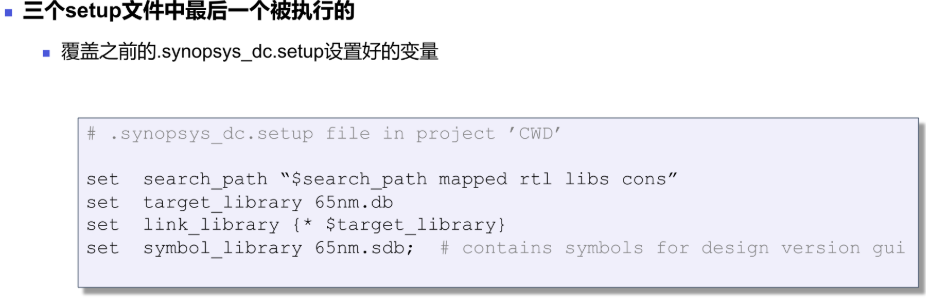 三个setup文件中最后一个被执行的
覆盖之前的.synopsys_dc.setup设置好的变量
# .synopsys_dc.setup file in project ’CWD’
set search_path “$search_path mapped rtl libs cons”
set target_library 65nm.db
set link_library {* $target_library}
set symbol_library 65nm.sdb; # contains symbols for design version gui